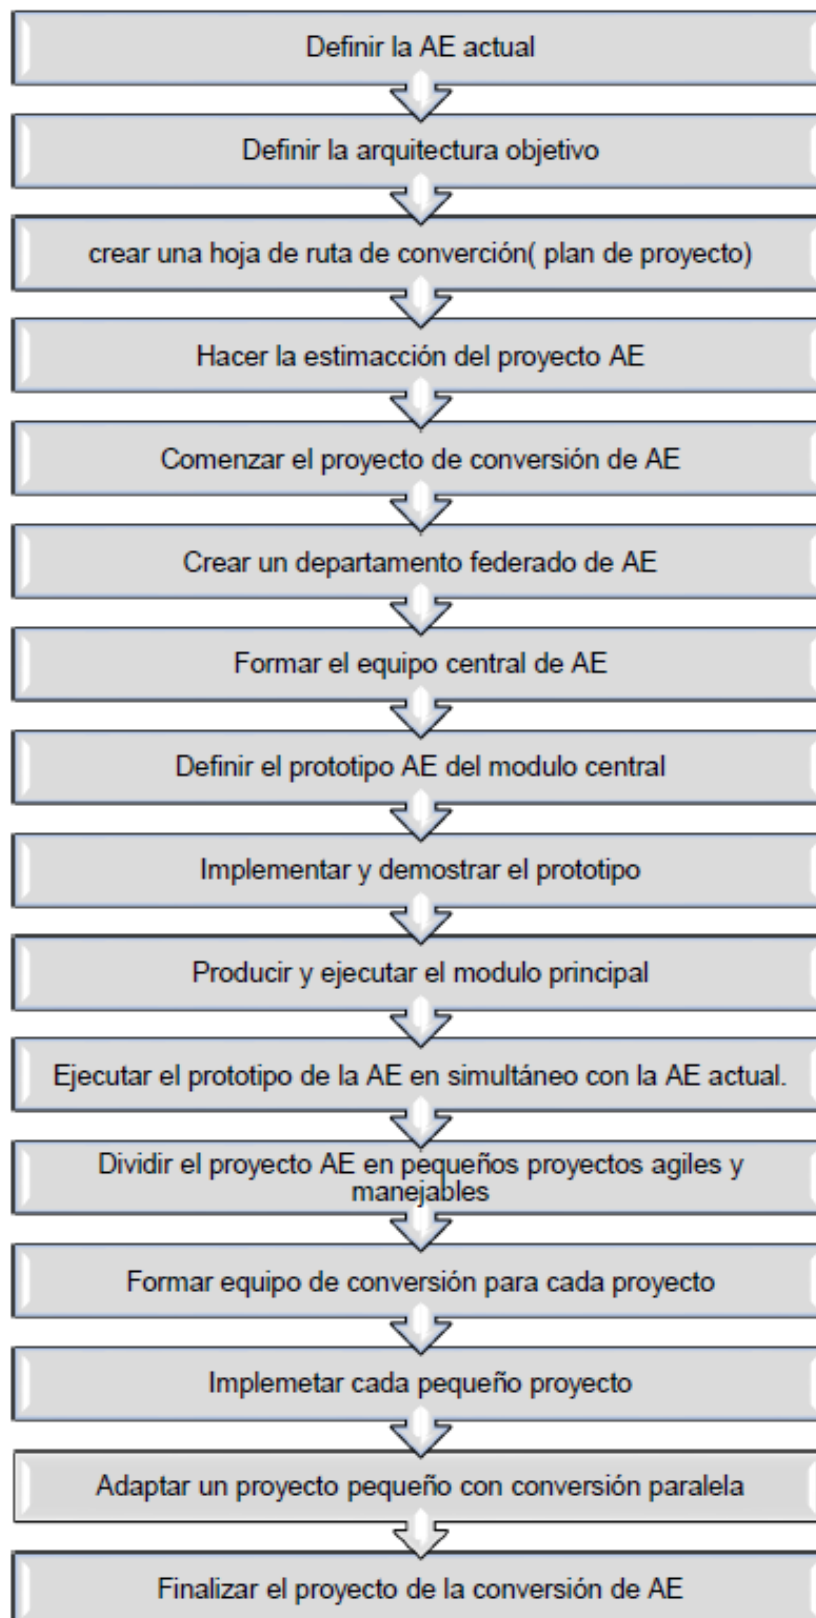 Definir la AE actual
Definir la arquitectura objetivo
crear una hoja de ruta de converción( plan de proyecto)
Hacer la estimacción del proyecto AE
Comenzar el proyecto de conversión de AE
Crear un departamento federado de AE
Formar el equipo central de AE
Definir el prototipo AE del modulo central
Implementar y demostrar el prototipo
Producir y ejecutar el modulo principal
Ejecutar el prototipo de la AE en simultáneo con la AE actual.
Dividir el proyecto AE en pequeños proyectos agiles y
manejables
Formar equipo de conversión para cada proyecto
Implemetar cada pequeño proyecto
Adaptar un proyecto pequeño con conversión paralela
Finalizar el proyecto de la conversión de AE